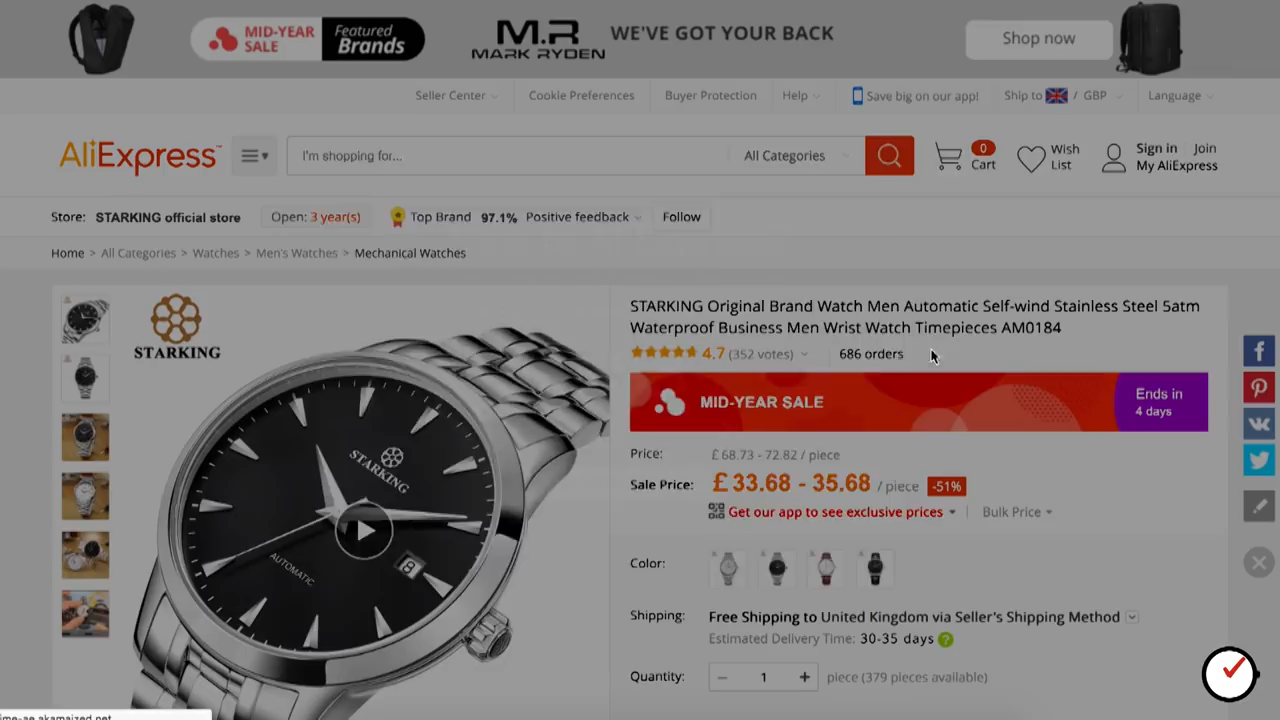 MID-YEAR
SALE
Featured
Brands
M.R
MARK RYDEN
WE'VE GOT YOUR BACK
Shop now
Seller Center
Cookie Preferences
Buyer Protection
Help
Save big on our app!
Ship to / GBP
Language
AliExpress™
I'm shopping for...
All Categories
0
Cart
Wish
List
Sign in
Join
My AliExpress
Store: STARKING official store
Open: 3 year(s)
Top Brand 97.1% Positive feedback
Follow
Home > All Categories > Watches > Men's Watches > Mechanical Watches
STARKING
STARKING
AUTOMATIC
8
STARKING Original Brand Watch Men Automatic Self-wind Stainless Steel 5atm
Waterproof Business Men Wrist Watch Timepieces AM0184
4.7 (352 votes)
686 orders
MID-YEAR SALE
Ends in
4 days
Price: £ 68.73 - 72.82 / piece
Sale Price: £ 33.68 - 35.68 / piece -51%
Get our app to see exclusive prices
Bulk Price
Color:
Shipping: Free Shipping to United Kingdom via Seller's Shipping Method
Estimated Delivery Time: 30-35 days ?
Quantity: − 1 + piece (379 pieces available)
ime-ae.akamaized.net